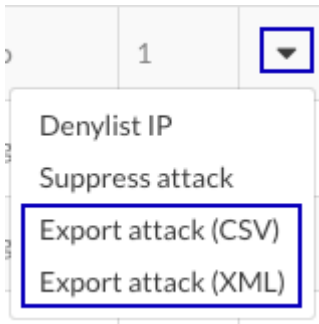 1
Denylist IP
Suppress attack
Export attack (CSV)
Export attack (XML)